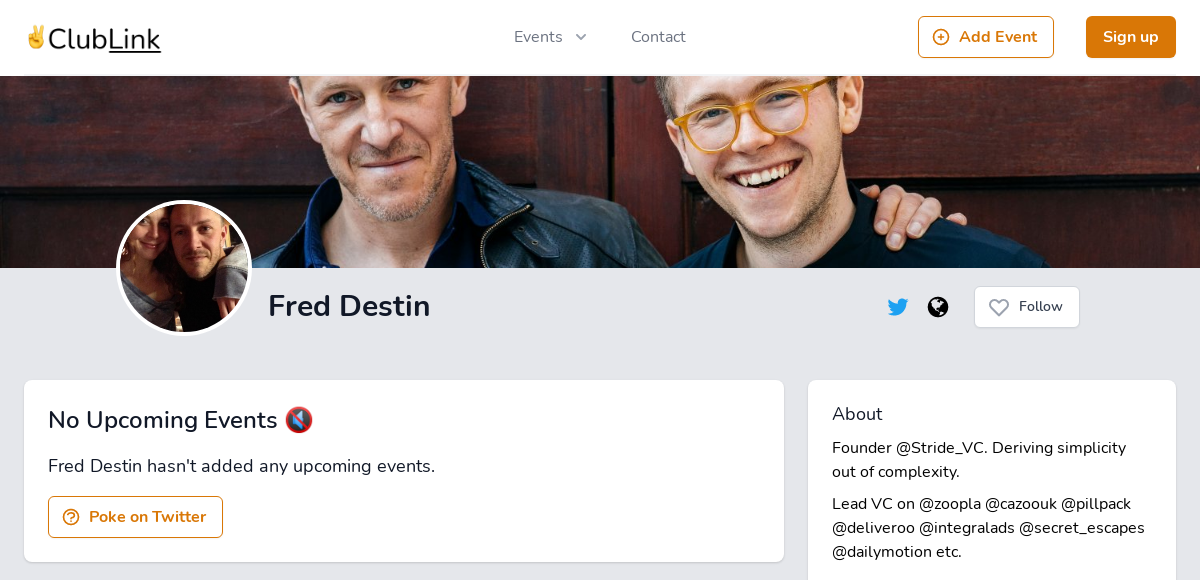 ✌ClubLink
Events
Contact
Add Event
Sign up
Fred Destin
Follow
No Upcoming Events 🔇
Fred Destin hasn't added any upcoming events.
Poke on Twitter
About
Founder @Stride_VC. Deriving simplicity
out of complexity.
Lead VC on @zoopla @cazoouk @pillpack
@deliveroo @integralads @secret_escapes
@dailymotion etc.